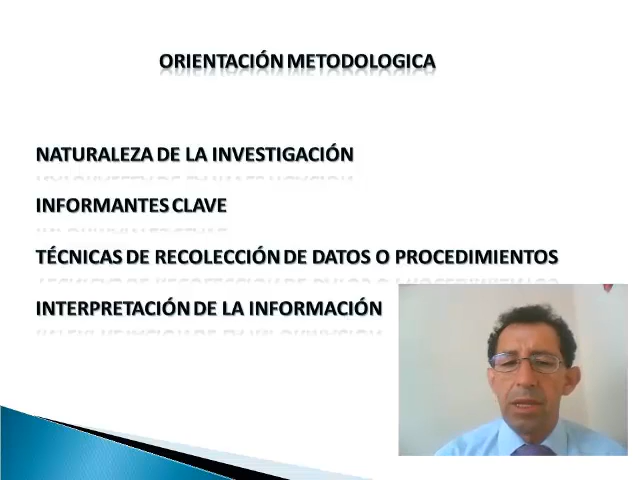 ORIENTACIÓN METODOLOGICA
NATURALEZA DE LA INVESTIGACIÓN
INFORMANTES CLAVE
TÉCNICAS DE RECOLECCIÓN DE DATOS O PROCEDIMIENTOS
INTERPRETACIÓN DE LA INFORMACIÓN